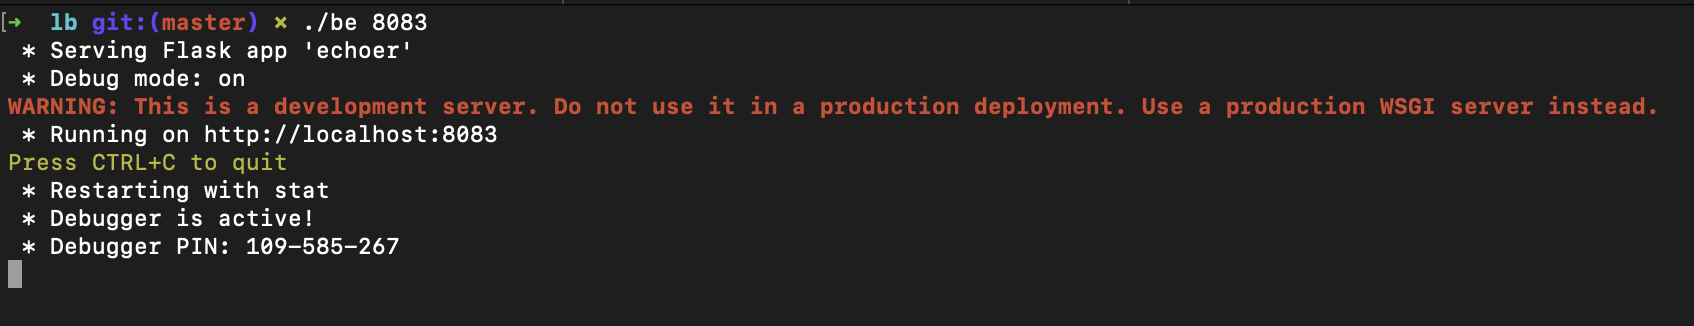 [➜ lb git:(master) ✗ ./be 8083
 * Serving Flask app 'echoer'
 * Debug mode: on
WARNING: This is a development server. Do not use it in a production deployment. Use a production WSGI server instead.
 * Running on http://localhost:8083
Press CTRL+C to quit
 * Restarting with stat
 * Debugger is active!
 * Debugger PIN: 109-585-267